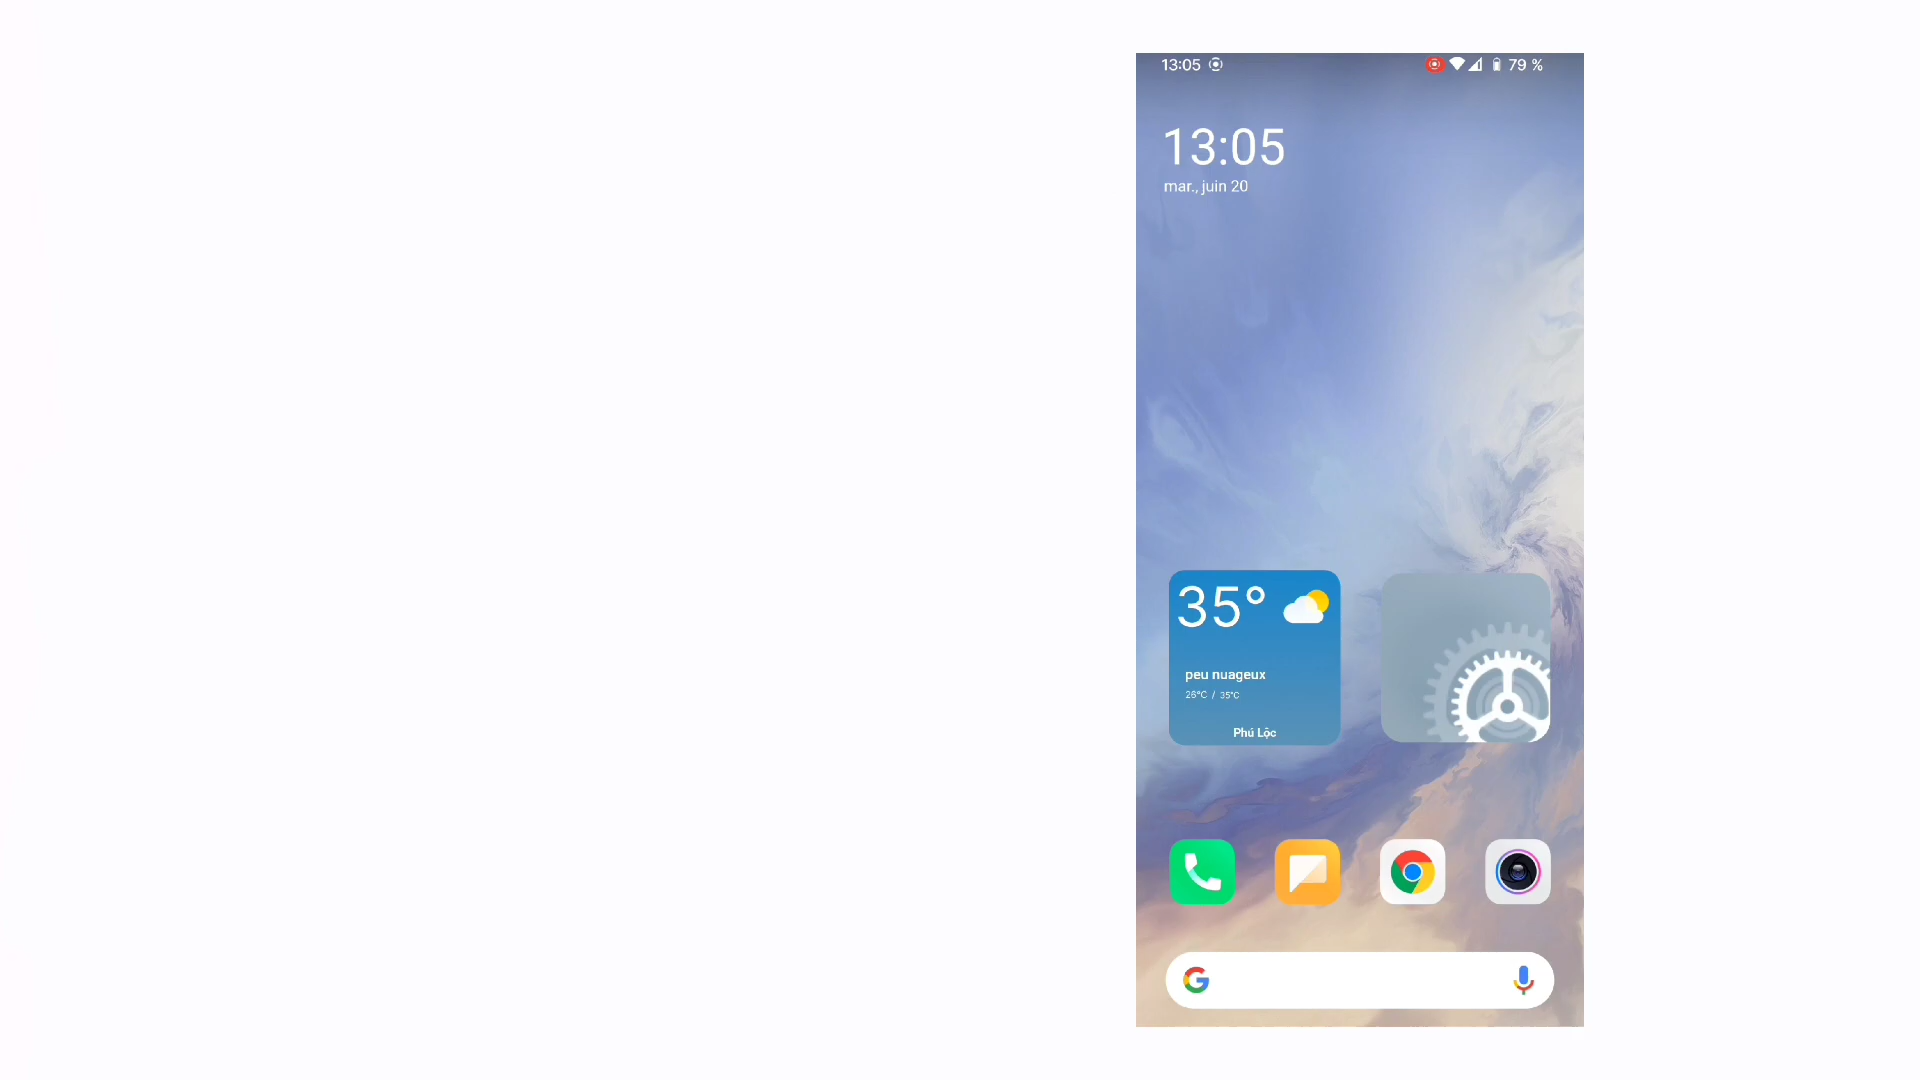 13:05
79 %
13:05
mar., juin 20
35°
peu nuageux
26°C / 35°C
Phú Lộc